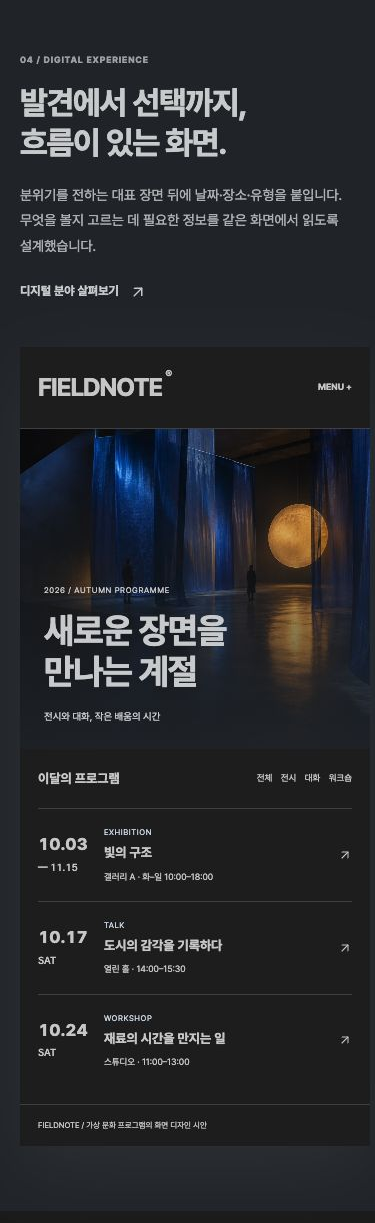 04 / DIGITAL EXPERIENCE
발견에서 선택까지,
흐름이 있는 화면.
분위기를 전하는 대표 장면 뒤에 날짜·장소·유형을 붙입니다.
무엇을 볼지 고르는 데 필요한 정보를 같은 화면에서 읽도록
설계했습니다.
디지털 분야 살펴보기 ↗
FIELDNOTE®
MENU +
2026 / AUTUMN PROGRAMME
새로운 장면을
만나는 계절
전시와 대화, 작은 배움의 시간
이달의 프로그램
전체 전시 대화 워크숍
10.03
— 11.15
EXHIBITION
빛의 구조
갤러리 A · 화–일 10:00–18:00
↗
10.17
SAT
TALK
도시의 감각을 기록하다
열린 홀 · 14:00–15:30
↗
10.24
SAT
WORKSHOP
재료의 시간을 만지는 일
스튜디오 · 11:00–13:00
↗
FIELDNOTE / 가상 문화 프로그램의 화면 디자인 시안